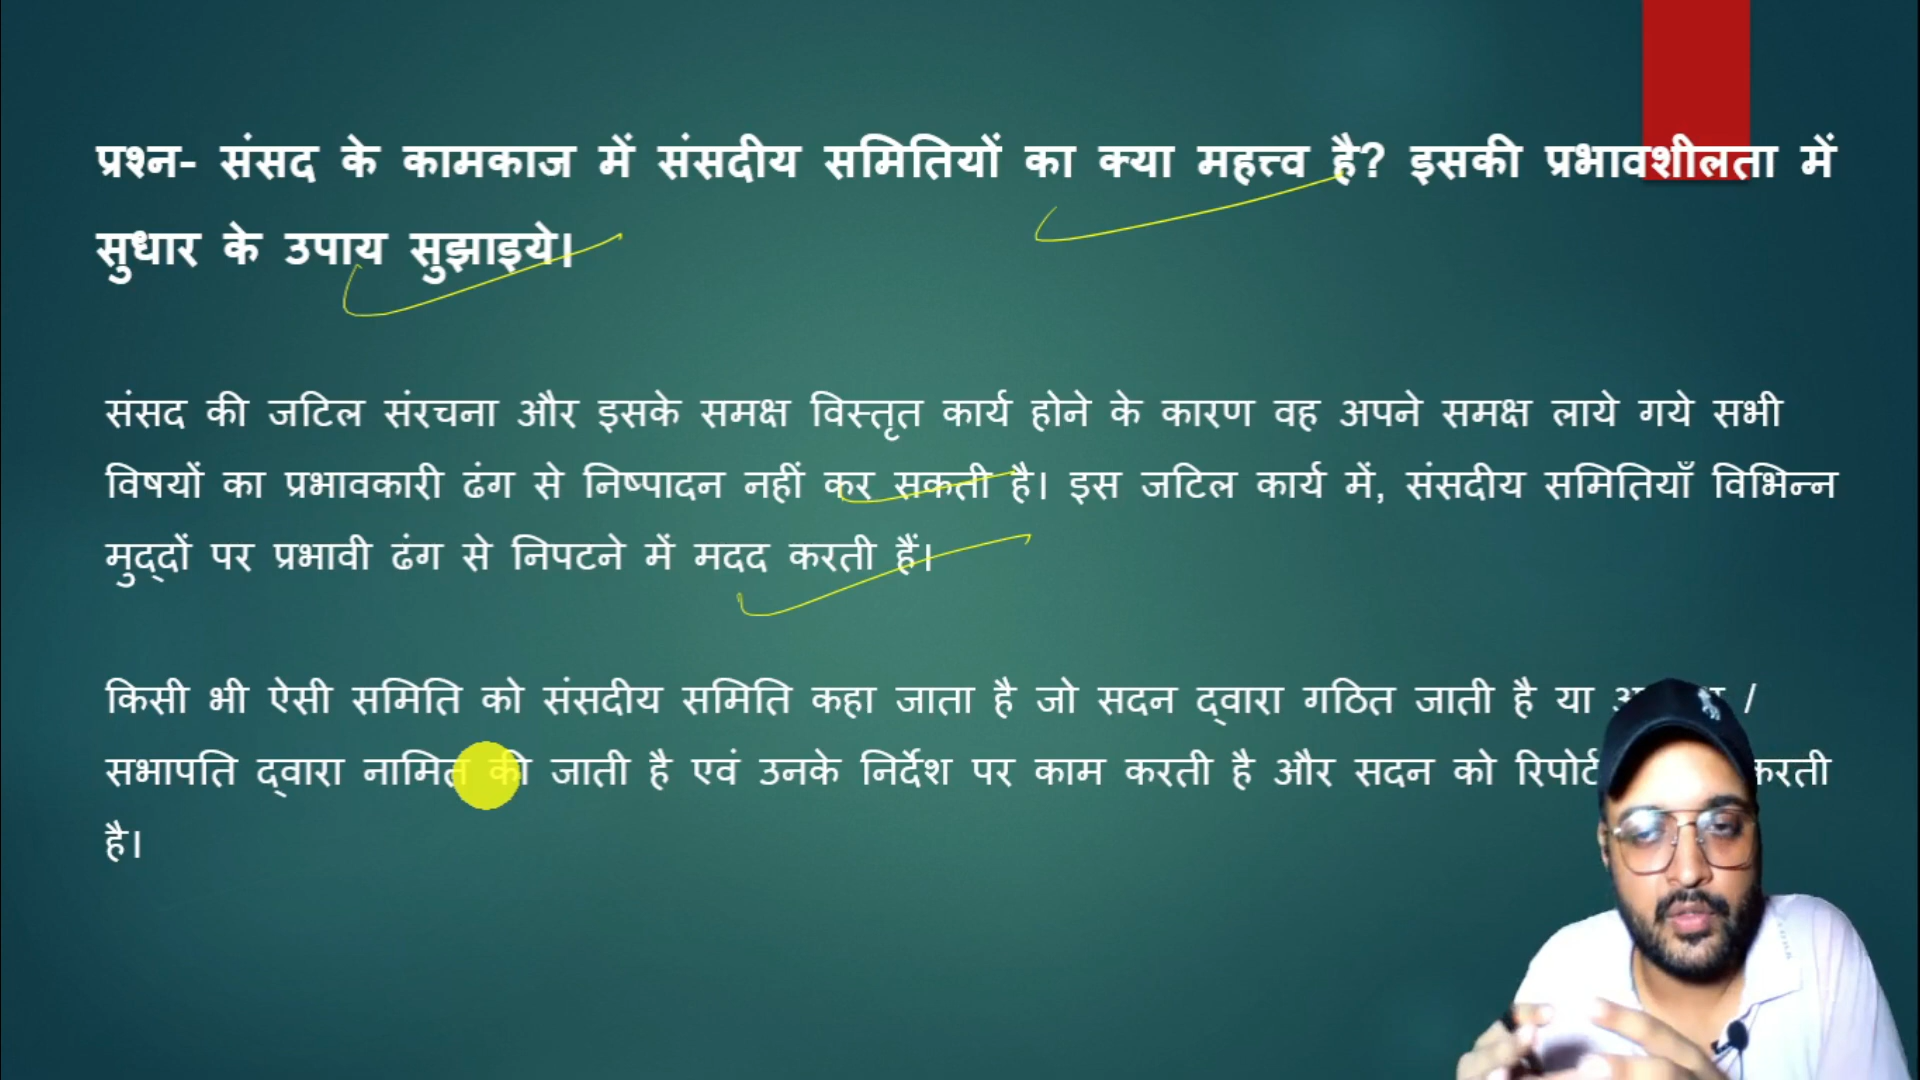 प्रश्न- संसद के कामकाज में संसदीय समितियों का क्या महत्त्व है? इसकी प्रभावशीलता में
सुधार के उपाय सुझाइये।
संसद की जटिल संरचना और इसके समक्ष विस्तृत कार्य होने के कारण वह अपने समक्ष लाये गये सभी
विषयों का प्रभावकारी ढंग से निष्पादन नहीं कर सकती है। इस जटिल कार्य में, संसदीय समितियाँ विभिन्न
मुद्दों पर प्रभावी ढंग से निपटने में मदद करती हैं।
किसी भी ऐसी समिति को संसदीय समिति कहा जाता है जो सदन द्वारा गठित जाती है या /
सभापति द्वारा नामित की जाती है एवं उनके निर्देश पर काम करती है और सदन को रिपोर्ट करती
है।